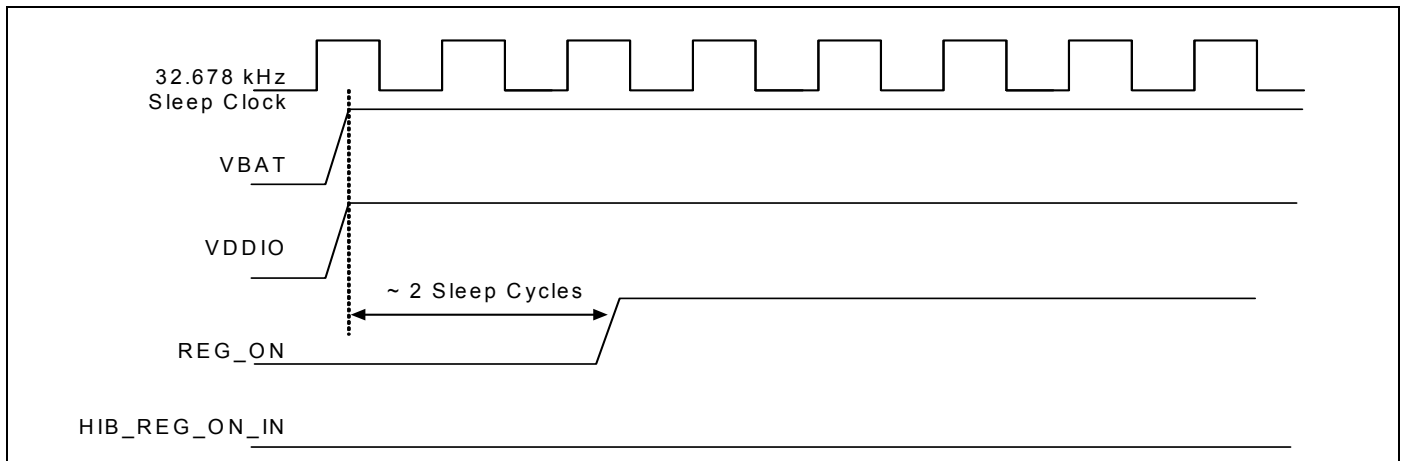 32.678 kHz
Sleep Clock
VBAT
VDDIO
~ 2 Sleep Cycles
REG_ON
HIB_REG_ON_IN